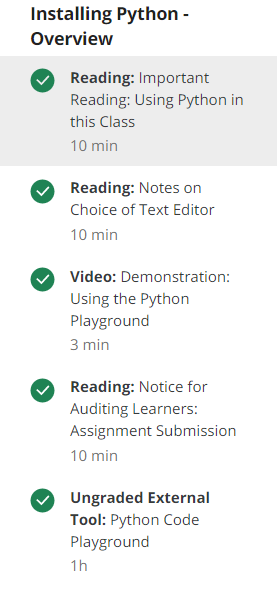 Installing Python -
Overview
Reading: Important
Reading: Using Python in
this Class
10 min
Reading: Notes on
Choice of Text Editor
10 min
Video: Demonstration:
Using the Python
Playground
3 min
Reading: Notice for
Auditing Learners:
Assignment Submission
10 min
Ungraded External
Tool: Python Code
Playground
1h